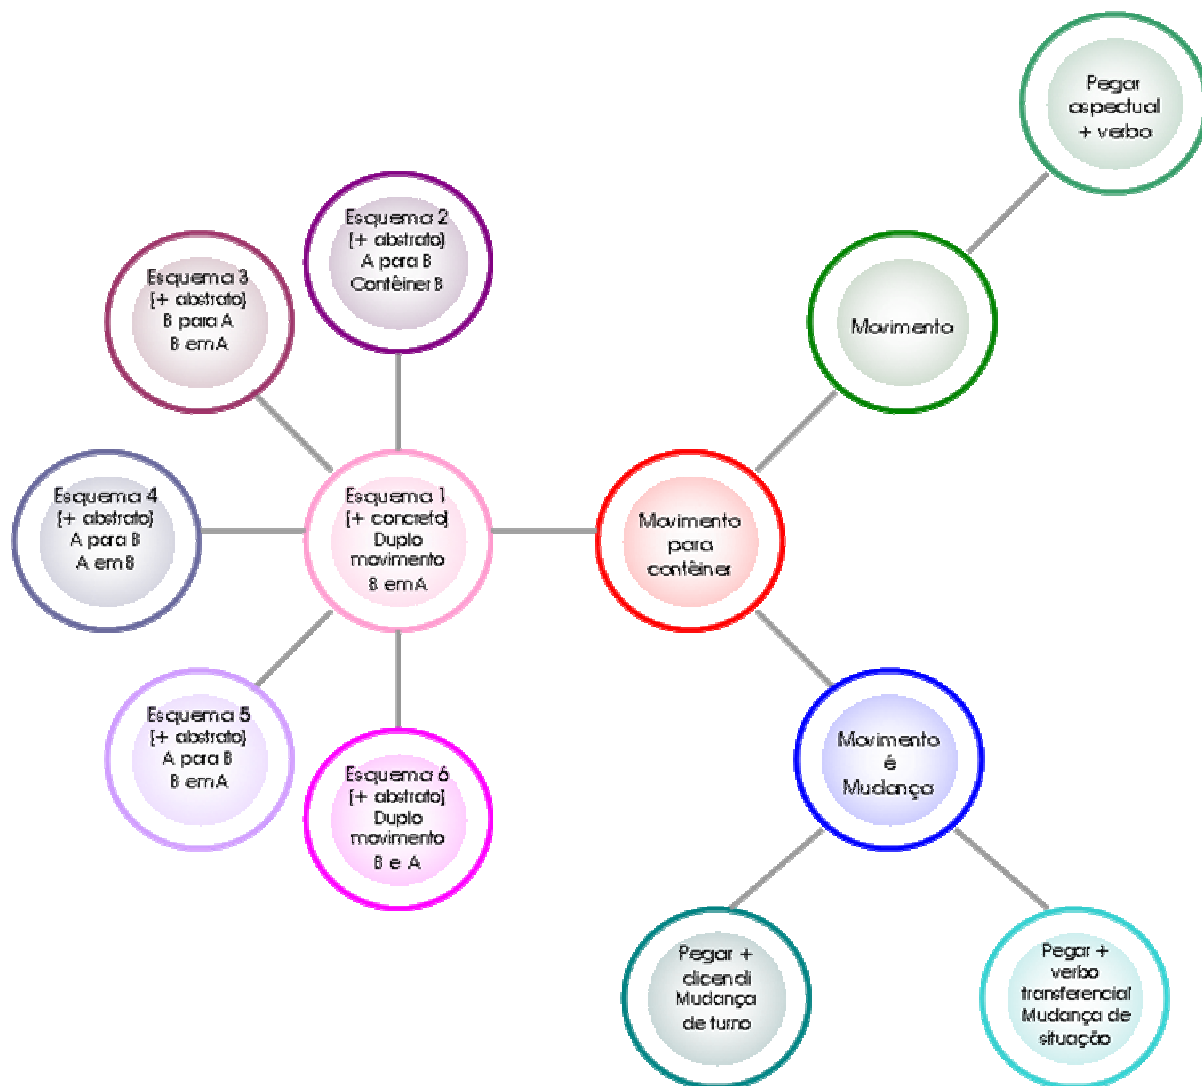 Pegar
aspectual
+ verbo
Esquema 2
[+ abstrato]
A para B
Contêiner B
Esquema 3
[+ abstrato]
B para A
B em A
Movimento
Esquema 4
[+ abstrato]
A para B
A em B
Esquema 1
[+ concreto]
Duplo
movimento
B em A
Movimento
para
contêiner
Esquema 5
[+ abstrato]
A para B
B em A
Esquema 6
[+ abstrato]
Duplo
movimento
B e A
Movimento
é
Mudança
Pegar +
dicendi
Mudança
de turno
Pegar +
verbo
transferencial
Mudança de
situação